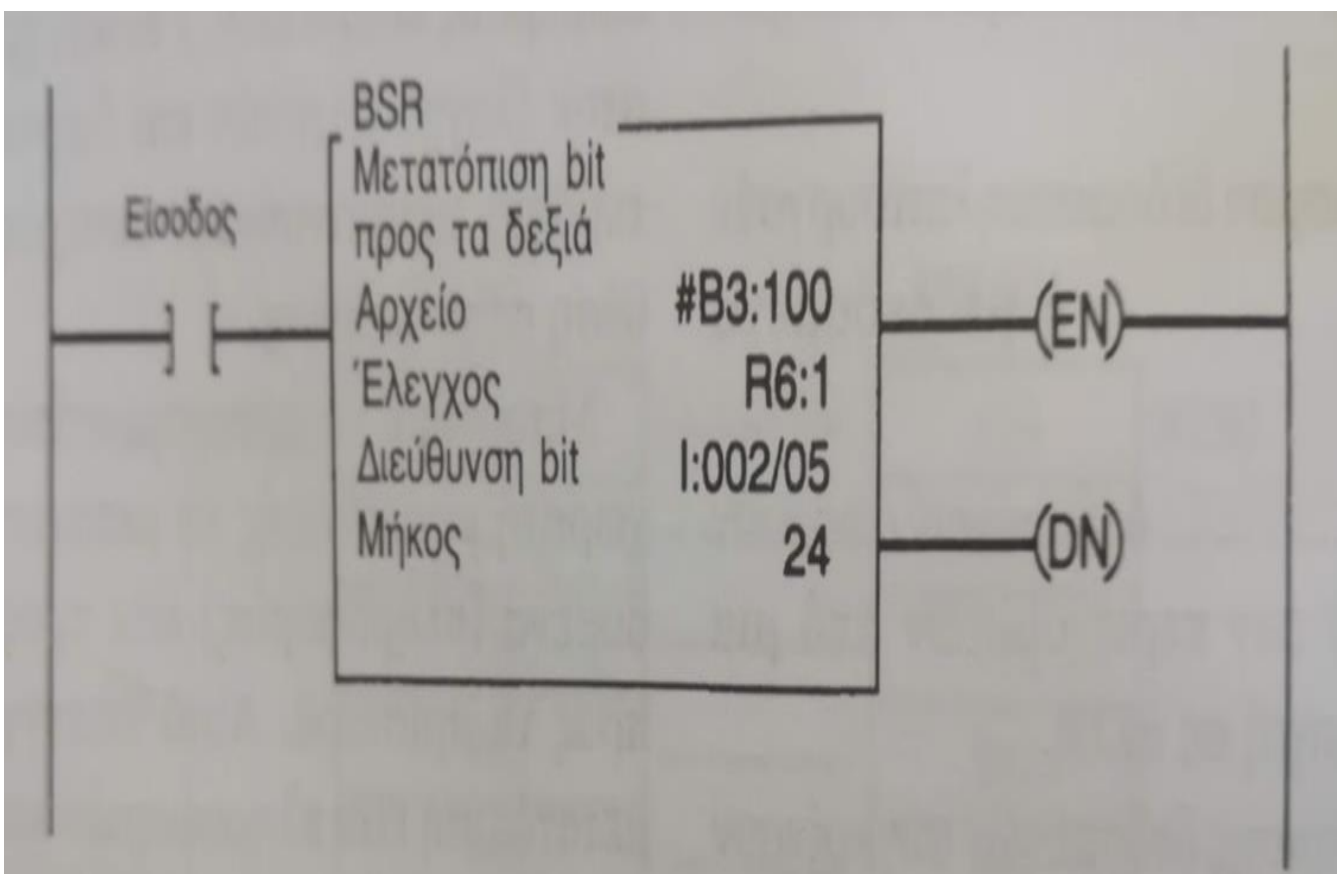 BSR
Μετατόπιση bit
προς τα δεξιά
Είσοδος
Αρχείο #B3:100
Έλεγχος R6:1
Διεύθυνση bit I:002/05
Μήκος 24
(EN)
(DN)